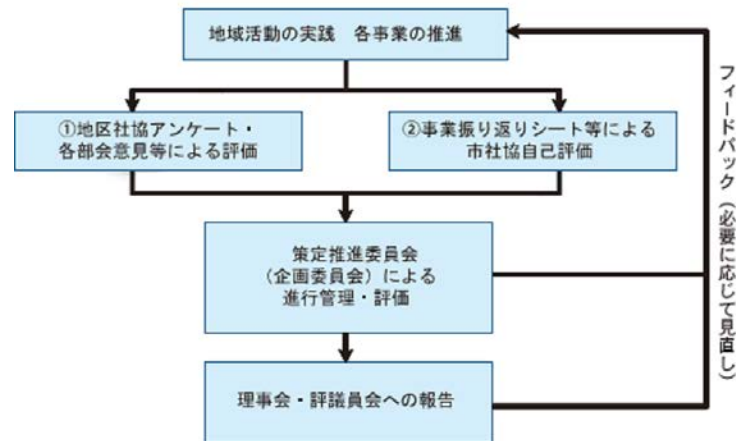 地域活動の実践　各事業の推進
①地区社協アンケート・
各部会意見等による評価
②事業振り返りシート等による
市社協自己評価
策定推進委員会
（企画委員会）による
進行管理・評価
理事会・評議員会への報告
フィードバック（必要に応じて見直し）